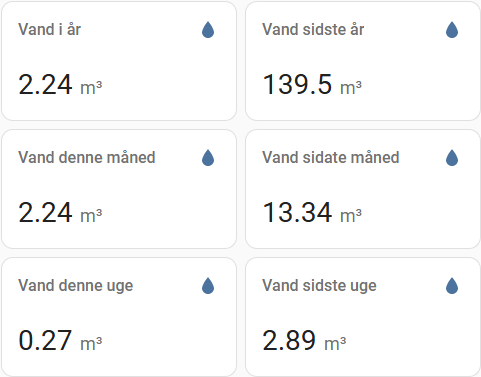 Vand i år
Vand sidste år
2.24 m³
139.5 m³
Vand denne måned
Vand sidate måned
2.24 m³
13.34 m³
Vand denne uge
Vand sidste uge
0.27 m³
2.89 m³